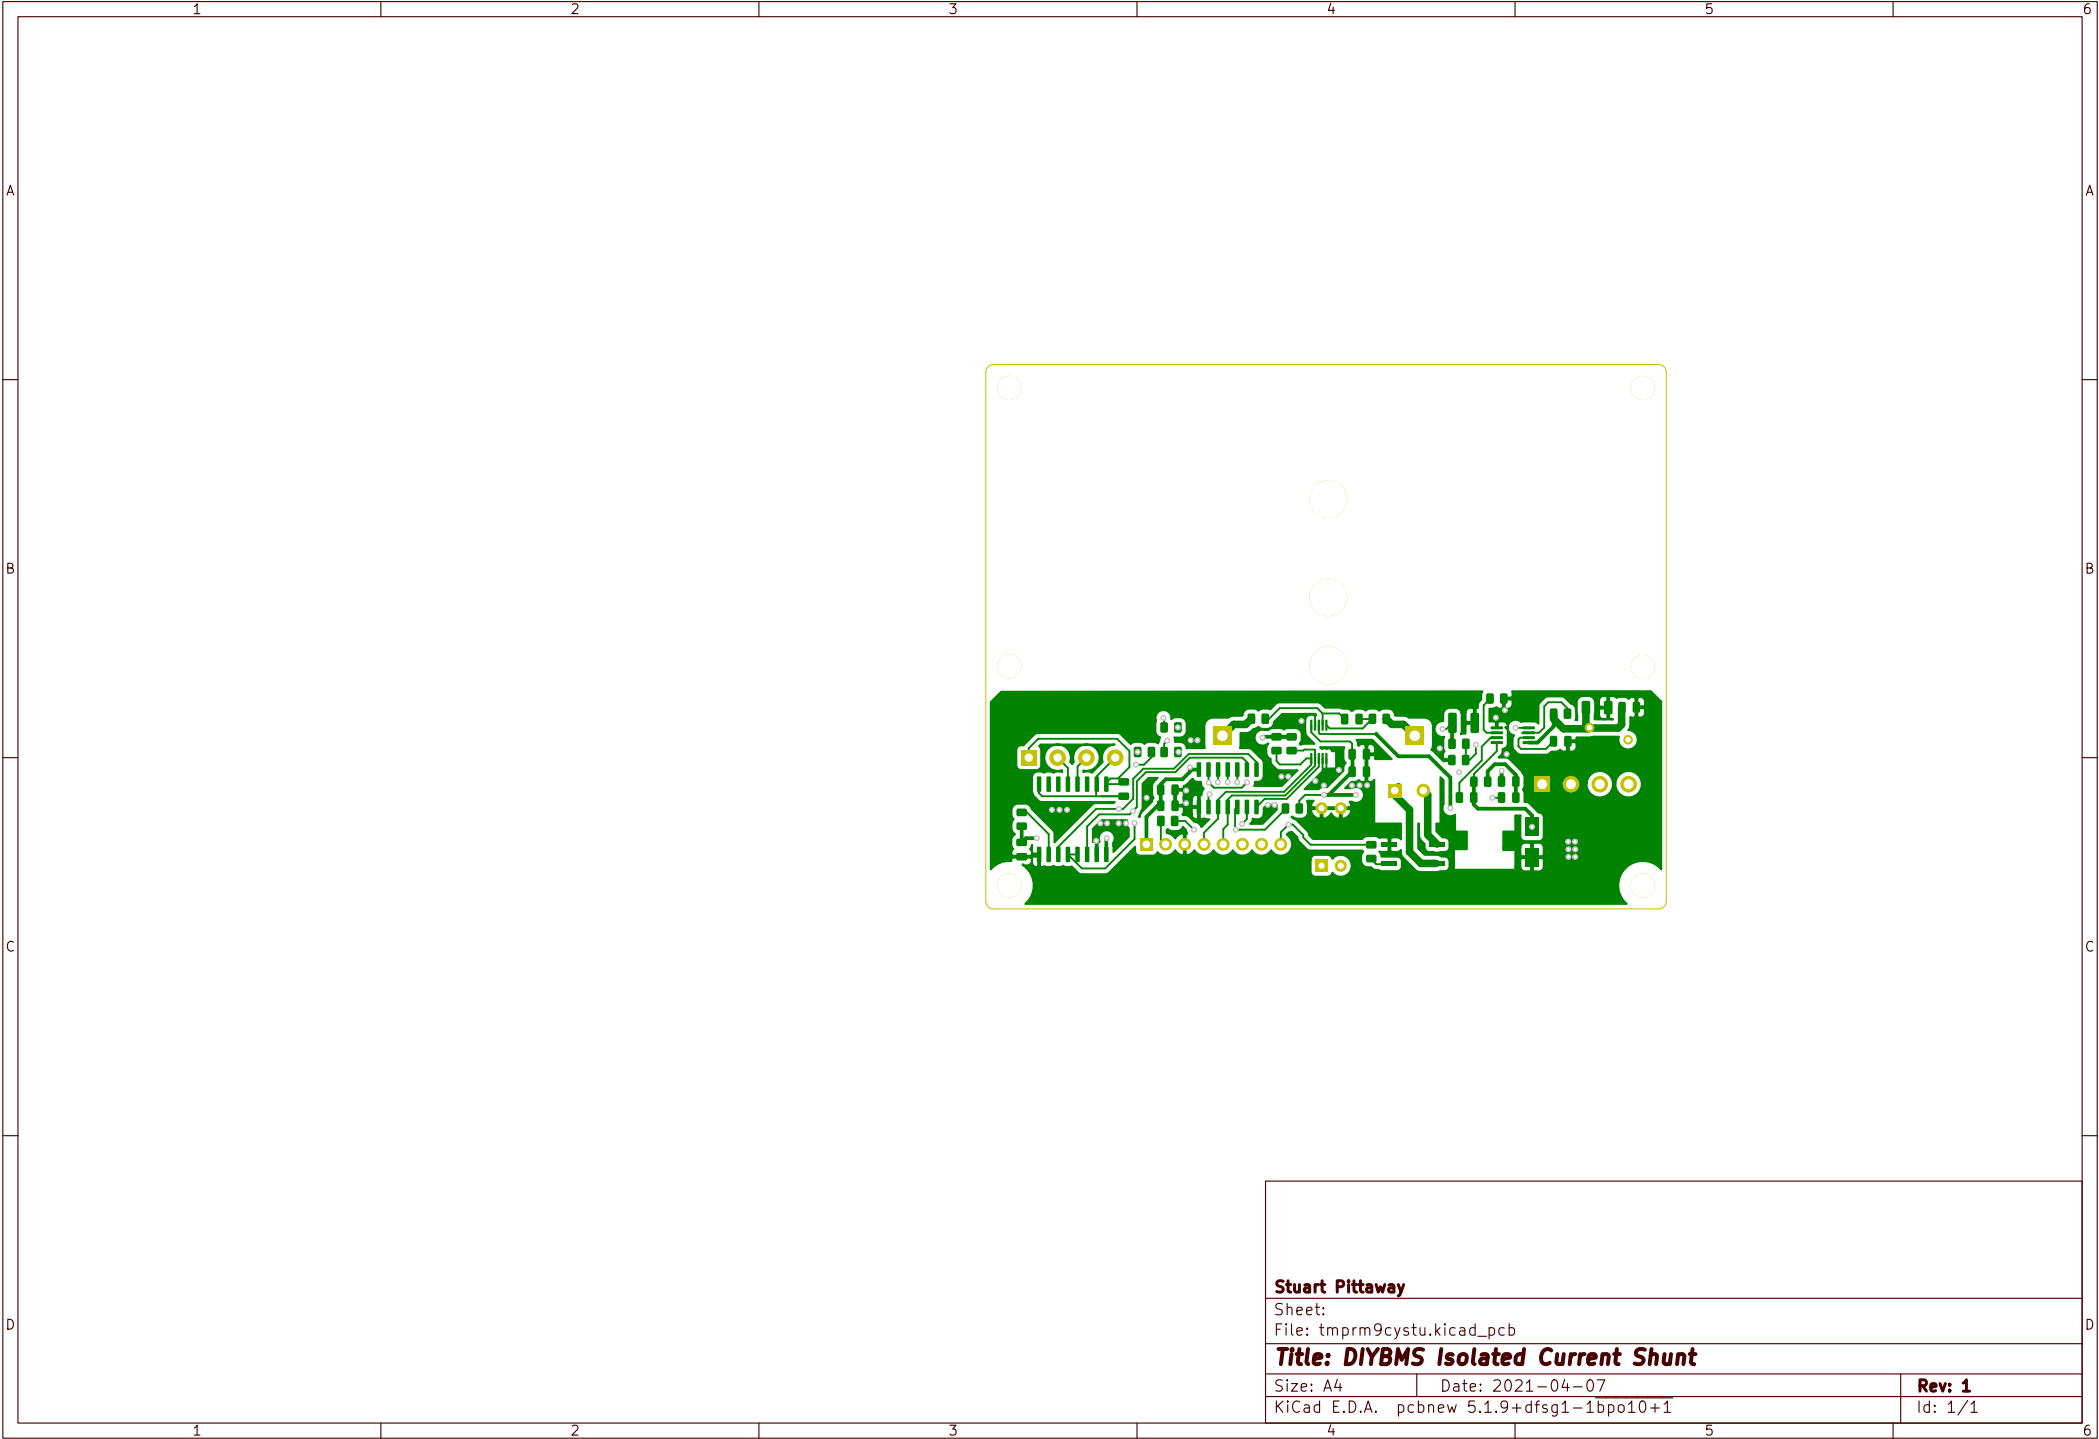 1 2 3 4 5 6
A A
B B
C C
D D
Stuart Pittaway
Sheet:
File: tmprm9cystu.kicad_pcb
Title: DIYBMS Isolated Current Shunt
Size: A4 Date: 2021-04-07 Rev: 1
KiCad E.D.A. pcbnew 5.1.9+dfsg1-1bpo10+1 Id: 1/1
1 2 3 4 5 6